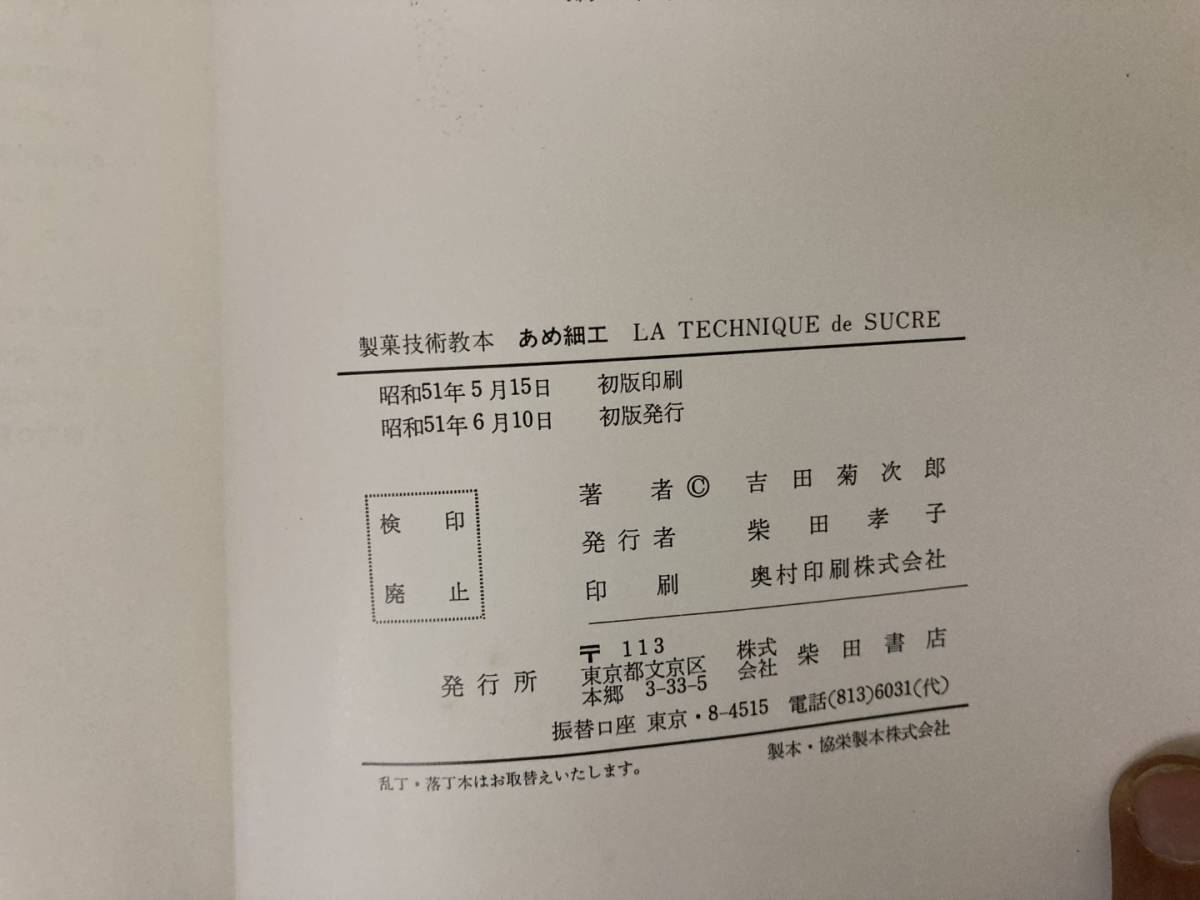 製菓技術教本 あめ細工 LA TECHNIQUE de SUCRE
昭和51年5月15日 初版印刷
昭和51年6月10日 初版発行
検印
廃止
著者© 吉田菊次郎
発行者 柴田孝子
印刷 奥村印刷株式会社
発行所
〒 113
東京都文京区
本郷 3-33-5
株式
会社
柴田書店
振替口座 東京・8-4515 電話(813)6031(代)
乱丁・落丁本はお取替えいたします。
製本・協栄製本株式会社